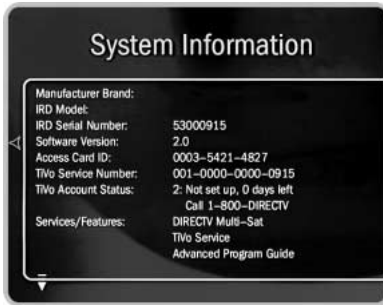 System Information
Manufacturer Brand:
IRD Model:
IRD Serial Number: 53000915
Software Version: 2.0
Access Card ID: 0003–5421–4827
TiVo Service Number: 001–0000–0000–0915
TiVo Account Status: 2: Not set up, 0 days left
Call 1–800–DIRECTV
Services/Features: DIRECTV Multi–Sat
TiVo Service
Advanced Program Guide